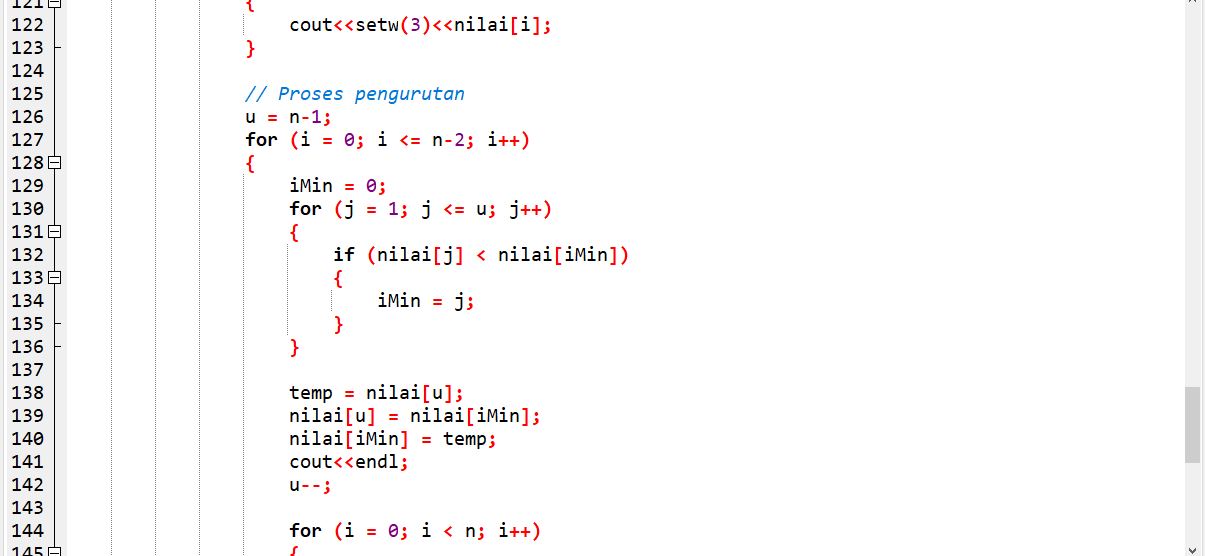 121 {
122 cout<<setw(3)<<nilai[i];
123 }
124
125 // Proses pengurutan
126 u = n-1;
127 for (i = 0; i <= n-2; i++)
128 {
129 iMin = 0;
130 for (j = 1; j <= u; j++)
131 {
132 if (nilai[j] < nilai[iMin])
133 {
134 iMin = j;
135 }
136 }
137
138 temp = nilai[u];
139 nilai[u] = nilai[iMin];
140 nilai[iMin] = temp;
141 cout<<endl;
142 u--;
143
144 for (i = 0; i < n; i++)
145 {